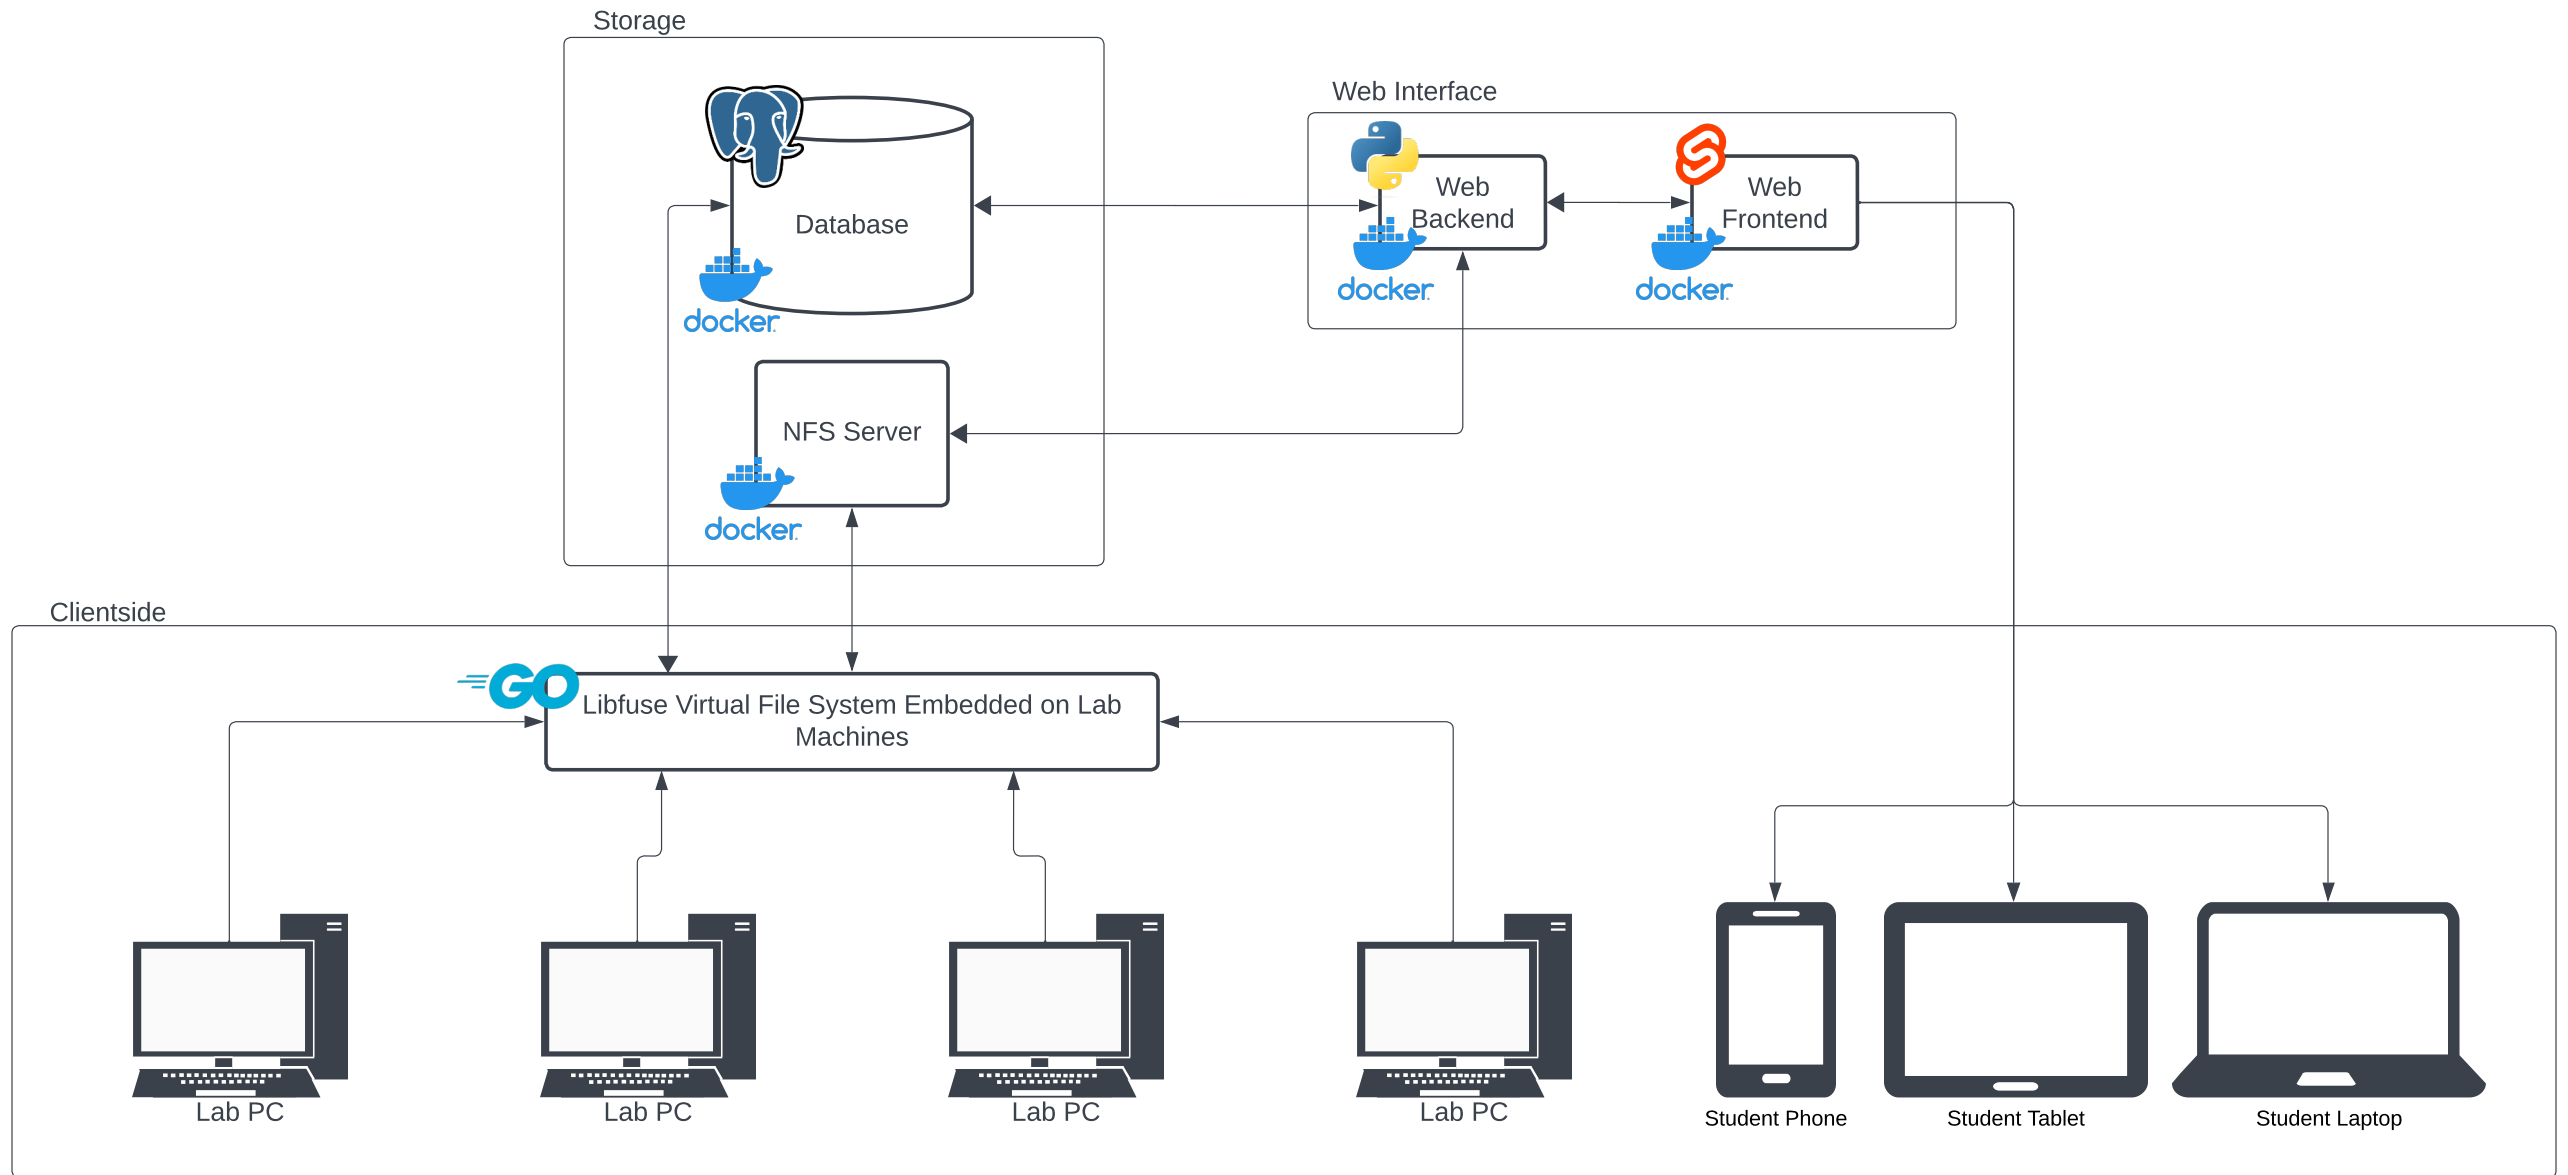 Storage
Web Interface
Database
docker
Web
Backend
docker
Web
Frontend
docker
NFS Server
docker
Clientside
GO
Libfuse Virtual File System Embedded on Lab
Machines
Lab PC
Lab PC
Lab PC
Lab PC
Student Phone
Student Tablet
Student Laptop